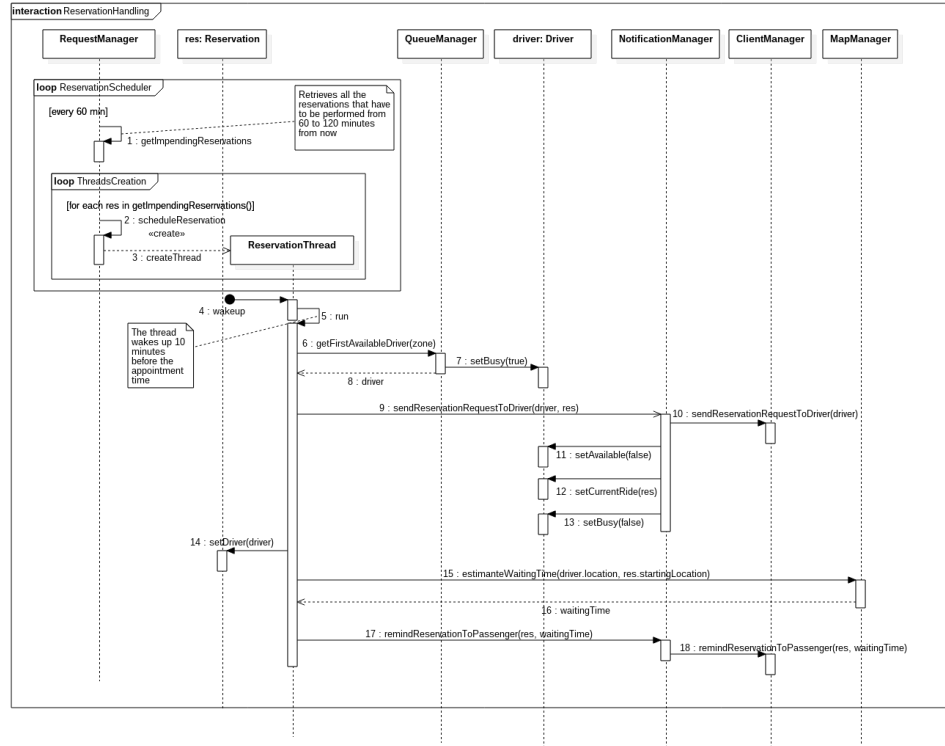 interaction ReservationHandling
RequestManager
res: Reservation
QueueManager
driver: Driver
NotificationManager
ClientManager
MapManager
loop ReservationScheduler
[every 60 min]
Retrieves all the
reservations that have
to be performed from
60 to 120 minutes
from now
1 : getImpendingReservations
loop ThreadsCreation
[for each res in getImpendingReserrvations()]
2 : scheduleReservation
«create»
ReservationThread
3 : createThread
4 : wakeup
5 : run
The thread
wakes up 10
minutes
before the
appointment
time
6 : getFirstAvailableDriver(zone)
7 : setBusy(true)
8 : driver
9 : sendReservationRequestToDriver(driver, res)
10 : sendReservationRequestToDriver(driver)
11 : setAvailable(false)
12 : setCurrentRide(res)
13 : setBusy(false)
14 : setDriver(driver)
15 : estimanteWaitingTime(driver.location, res.startingLocation)
16 : waitingTime
17 : remindReservationToPassenger(res, waitingTime)
18 : remindReservationToPassenger(res, waitingTime)